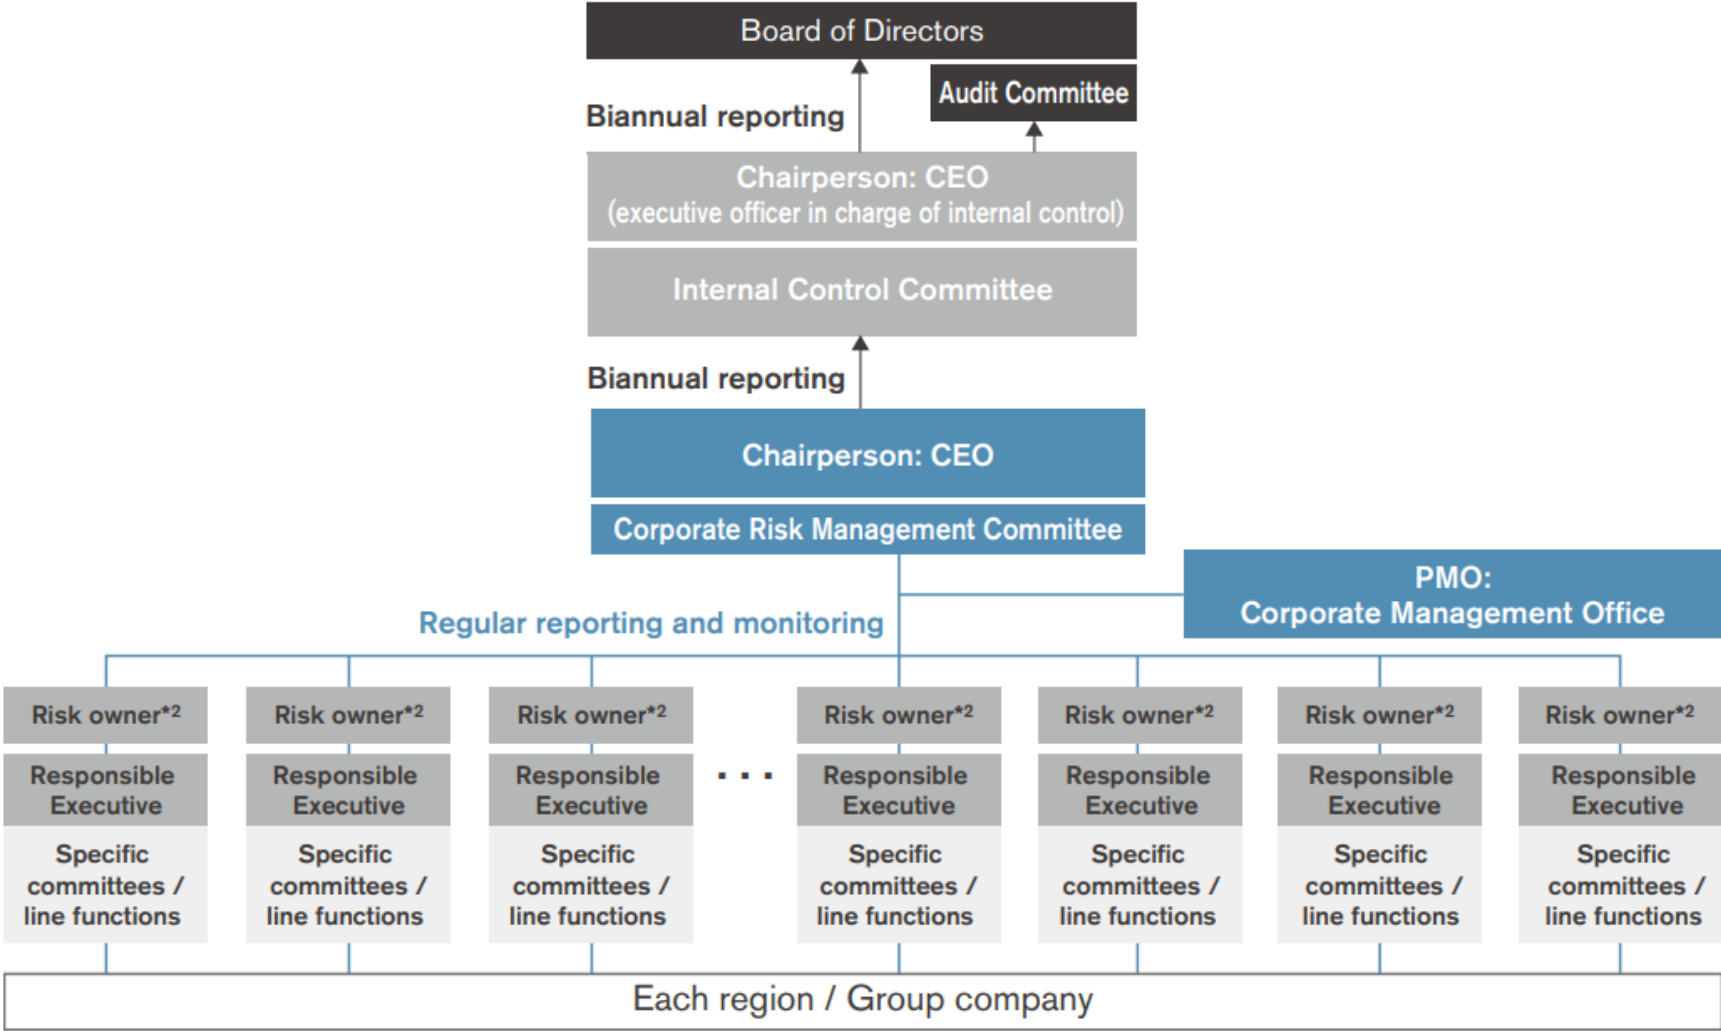 Board of Directors
Audit Committee
Biannual reporting
Chairperson: CEO
(executive officer in charge of internal control)
Internal Control Committee
Biannual reporting
Chairperson: CEO
Corporate Risk Management Committee
PMO:
Corporate Management Office
Regular reporting and monitoring
Risk owner*2
Responsible
Executive
Specific
committees /
line functions
Risk owner*2
Responsible
Executive
Specific
committees /
line functions
Risk owner*2
Responsible
Executive
Specific
committees /
line functions
...
Risk owner*2
Responsible
Executive
Specific
committees /
line functions
Risk owner*2
Responsible
Executive
Specific
committees /
line functions
Risk owner*2
Responsible
Executive
Specific
committees /
line functions
Risk owner*2
Responsible
Executive
Specific
committees /
line functions
Each region / Group company